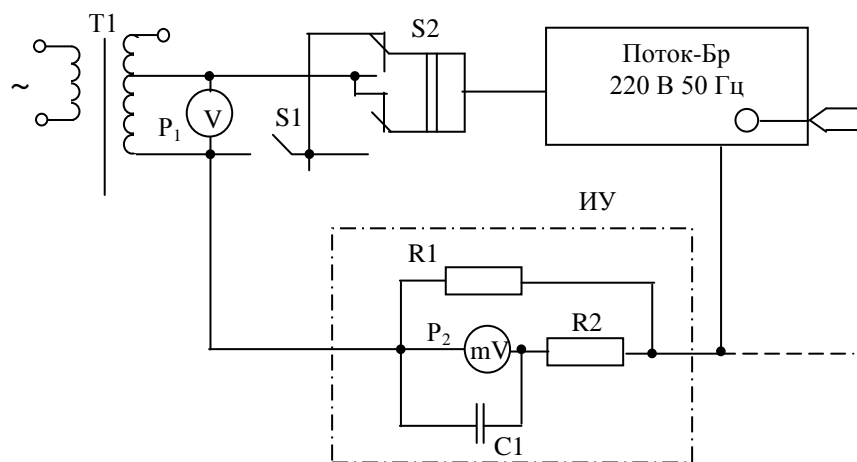 T1
~
V
P₁
S1
S2
Поток-Бр
220 В 50 Гц
ИУ
R1
P₂
mV
R2
C1